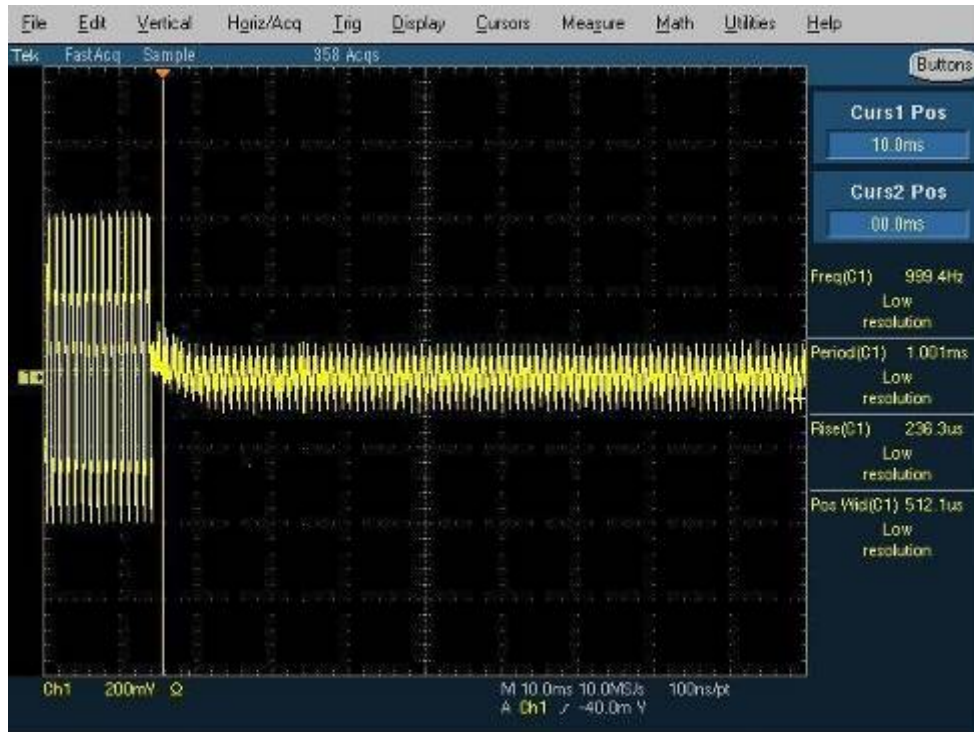 File Edit Vertical Horiz/Acq Trig Display Cursors Measure Math Utilities Help
Tek FastAcq Sample 358 Acqs
Buttons
Curs1 Pos
10.0ms
Curs2 Pos
00.0ms
Freq(C1) 999.4Hz
Low
resolution
Period(C1) 1.001ms
Low
resolution
Rise(C1) 236.3us
Low
resolution
Pos Wid(C1) 512.1us
Low
resolution
1
Ch1 200mV Ω
M 10.0ms 10.0MS/s 100ns/pt
A Ch1 / -40.0m V